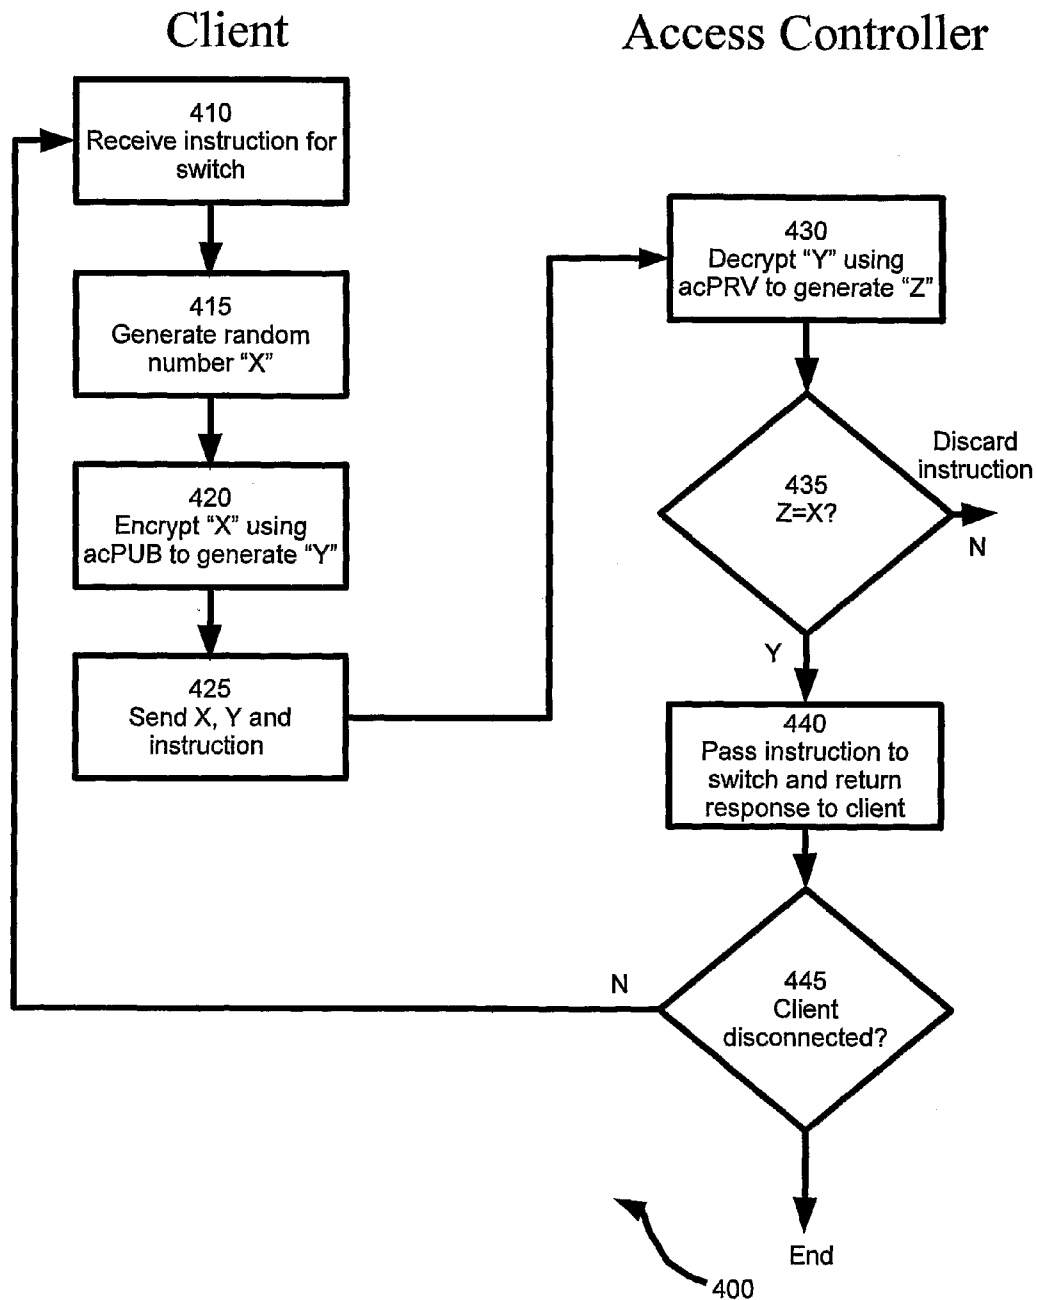 Client
Access Controller
410
Receive instruction for
switch
415
Generate random
number “X”
420
Encrypt “X” using
acPUB to generate “Y”
425
Send X, Y and
instruction
430
Decrypt “Y” using
acPRV to generate “Z”
435
Z=X?
Discard
instruction
N
Y
440
Pass instruction to
switch and return
response to client
445
Client
disconnected?
N
End
400